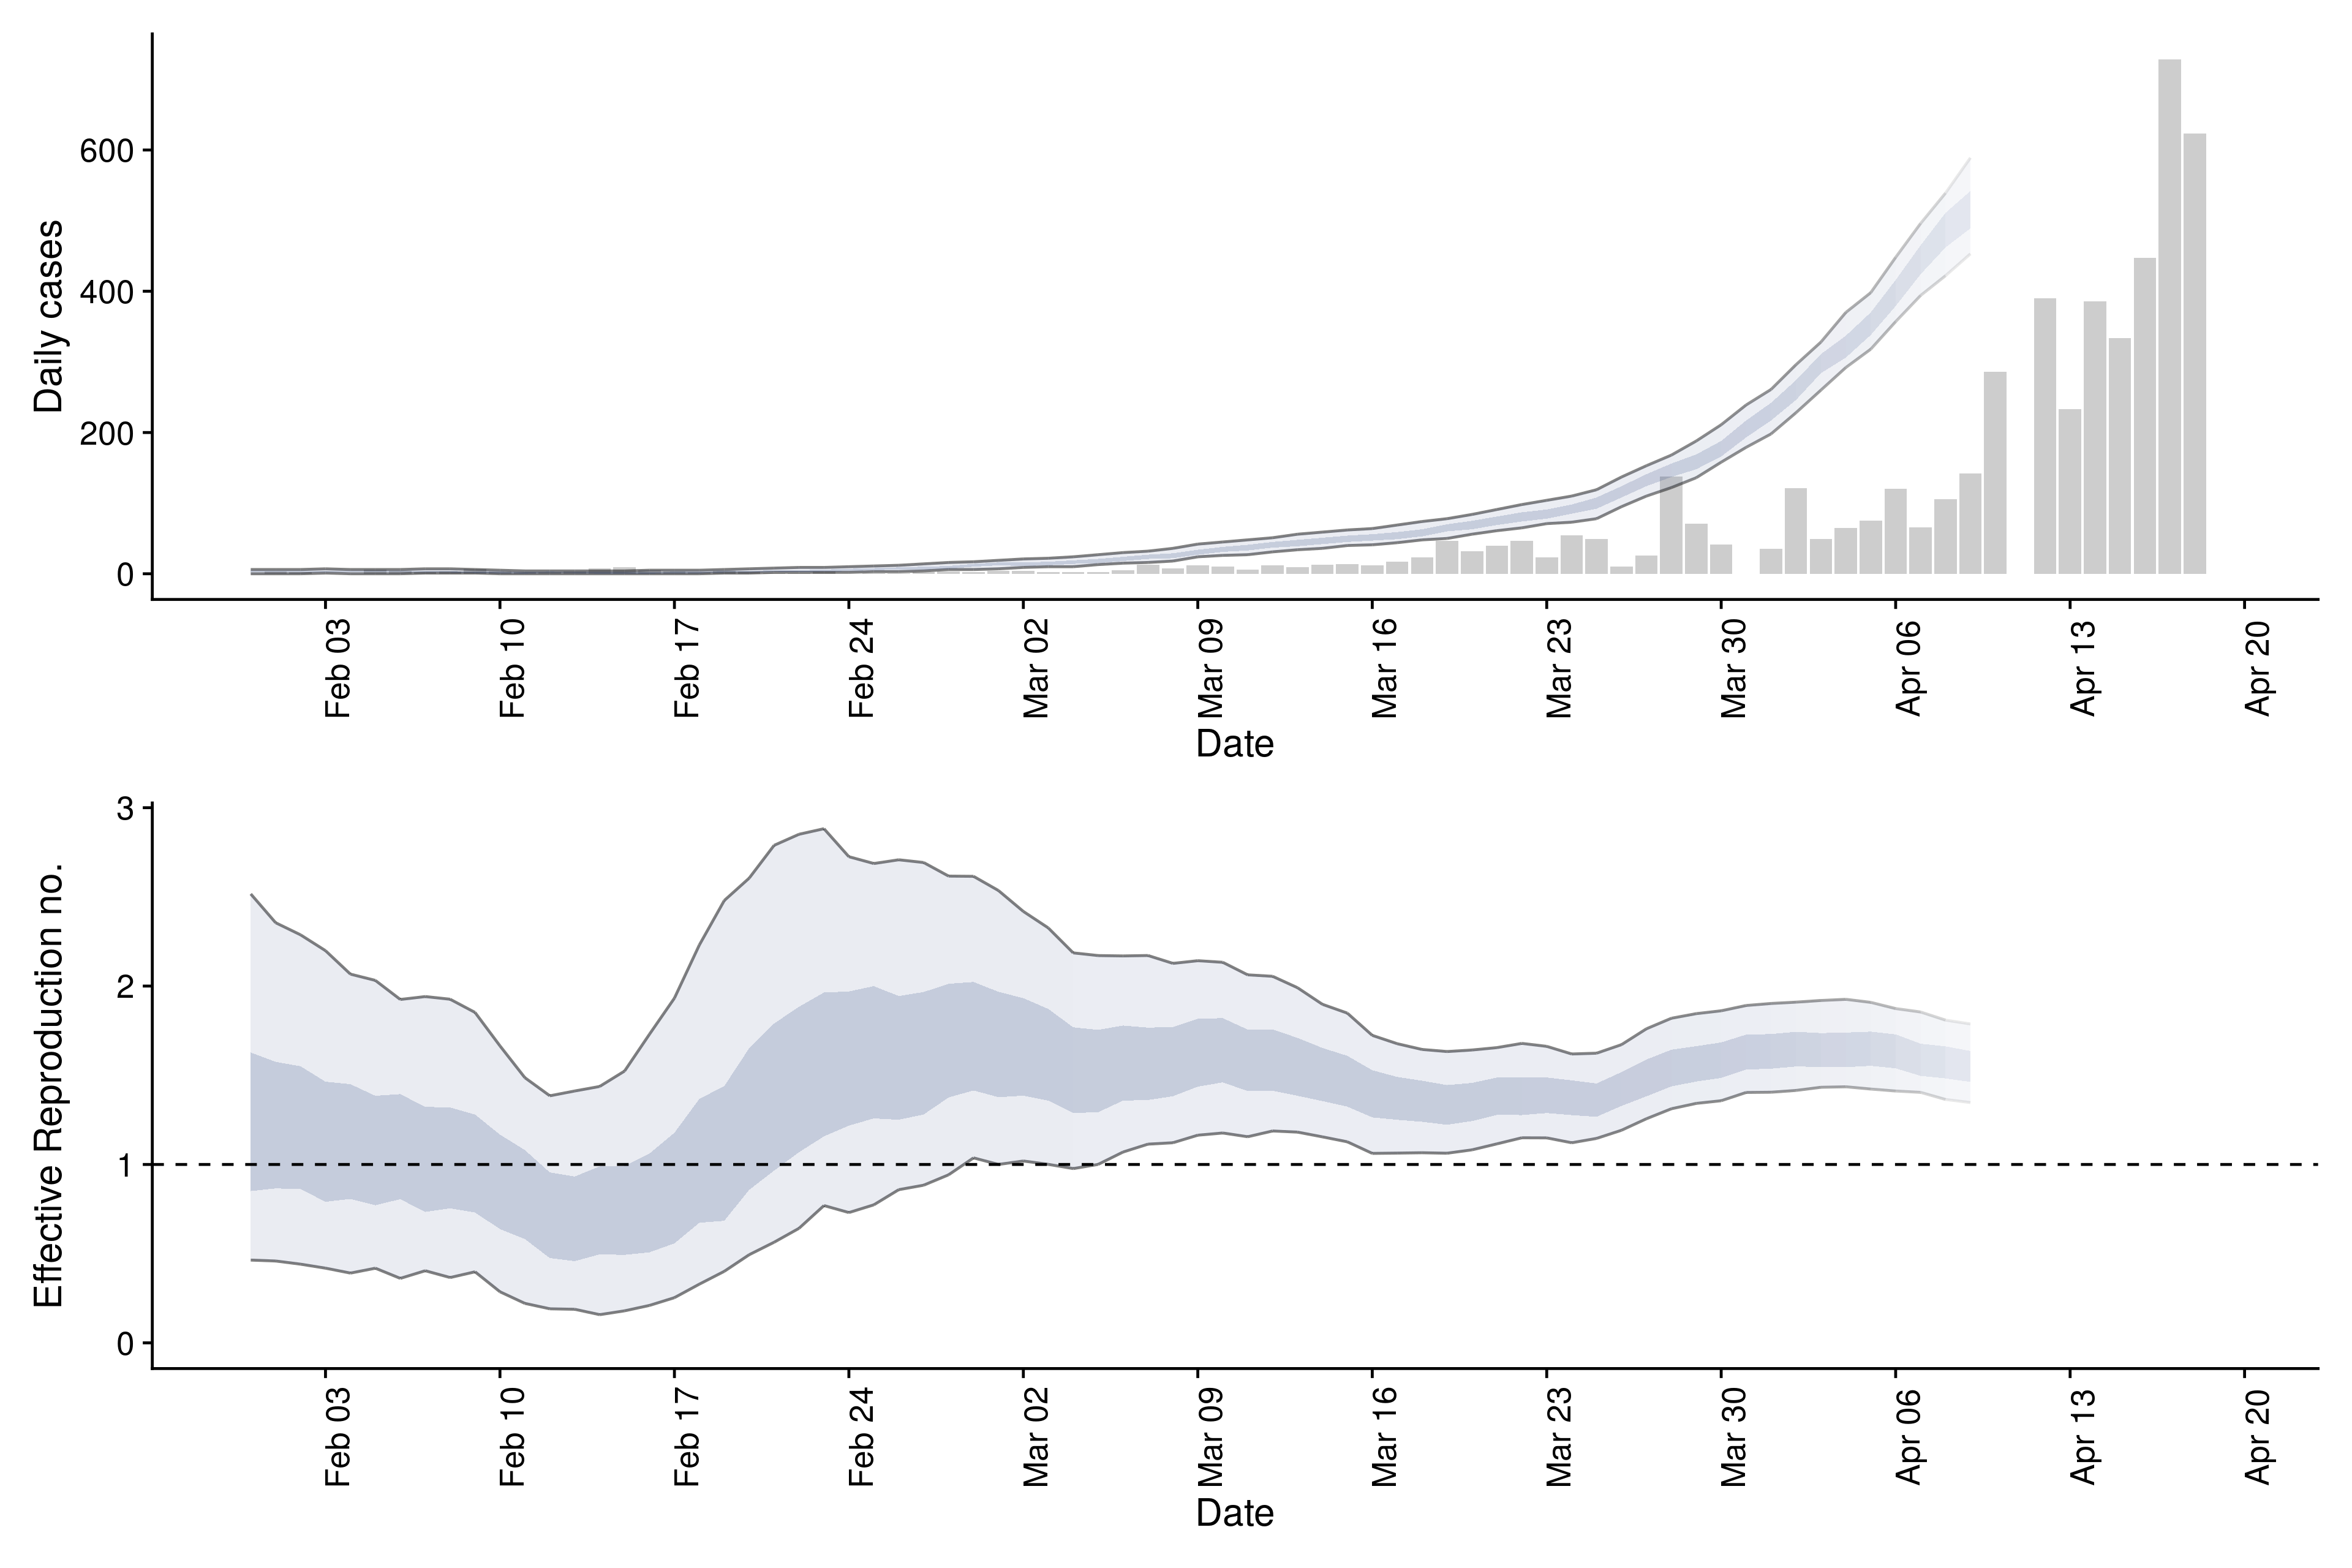 Daily cases
600
400
200
0
Feb 03
Feb 10
Feb 17
Feb 24
Mar 02
Mar 09
Mar 16
Mar 23
Mar 30
Apr 06
Apr 13
Apr 20
Date
Effective Reproduction no.
3
2
1
0
Feb 03
Feb 10
Feb 17
Feb 24
Mar 02
Mar 09
Mar 16
Mar 23
Mar 30
Apr 06
Apr 13
Apr 20
Date